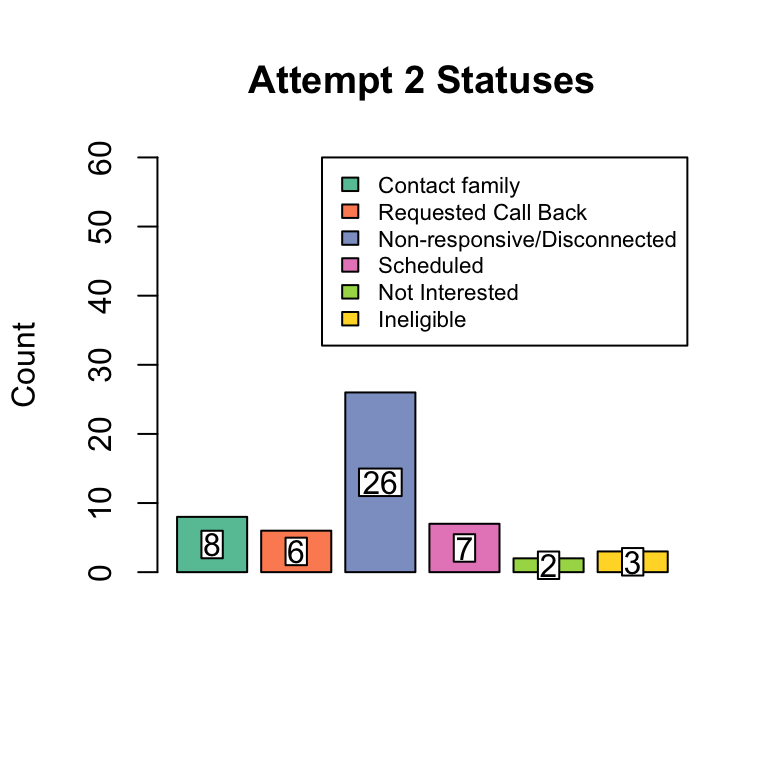 Attempt 2 Statuses
Count
60
50
40
30
20
10
0
Contact family
Requested Call Back
Non-responsive/Disconnected
Scheduled
Not Interested
Ineligible
8
6
26
7
2
3